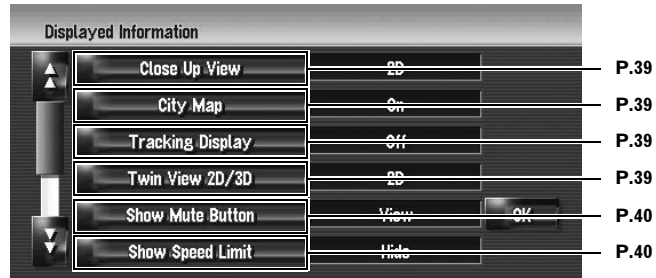 Displayed Information
Close Up View 2D P.39
City Map On P.39
Tracking Display Off P.39
Twin View 2D/3D 2D P.39
Show Mute Button View OK P.40
Show Speed Limit Hide P.40